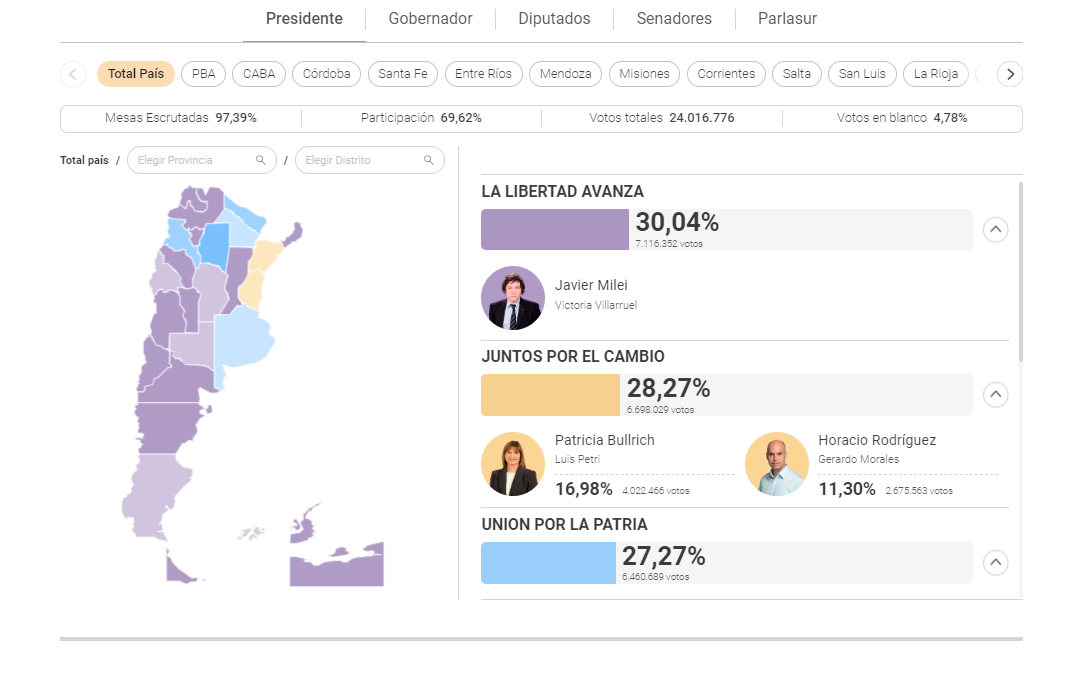 Presidente Gobernador Diputados Senadores Parlasur
Total País PBA CABA Córdoba Santa Fe Entre Ríos Mendoza Misiones Corrientes Salta San Luis La Rioja
Mesas Escrutadas 97,39% Participación 69,62% Votos totales 24.016.776 Votos en blanco 4,78%
Total país / Elegir Provincia / Elegir Distrito
LA LIBERTAD AVANZA
30,04%
7.116.352 votos
Javier Milei
Victoria Villarruel
JUNTOS POR EL CAMBIO
28,27%
6.698.029 votos
Patricia Bullrich
Luis Petri
16,98% 4.022.466 votos
Horacio Rodríguez
Gerardo Morales
11,30% 2.675.563 votos
UNION POR LA PATRIA
27,27%
6.460.689 votos